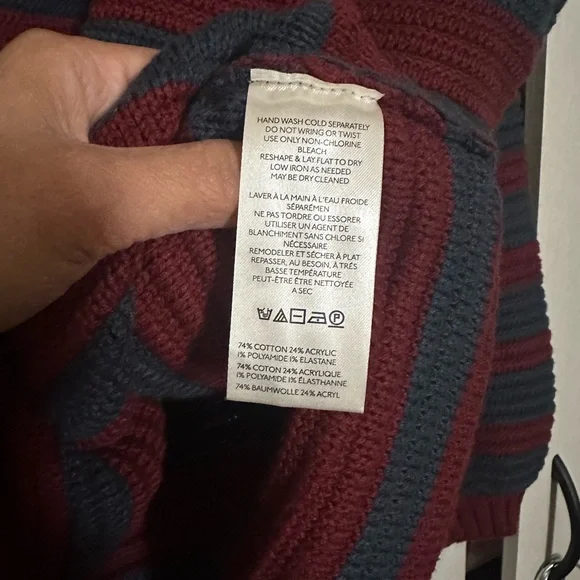 HAND WASH COLD SEPARATELY
DO NOT WRING OR TWIST
USE ONLY NON-CHLORINE
BLEACH
RESHAPE & LAY FLAT TO DRY
LOW IRON AS NEEDED
MAY BE DRY CLEANED
LAVER À LA MAIN À L'EAU FROIDE
SÉPARÉMEN
NE PAS TORDRE OU ESSORER
UTILISER UN AGENT DE
BLANCHIMENT SANS CHLORE SI
NÉCESSAIRE
REMODELER ET SÈCHER À PLAT
REPASSER, AU BESOIN, À TRÉS
BASSE TEMPÉRATURE
PEUT-ÊTRE ÊTRE NETTOYÉE
A SEC
P
74% COTTON 24% ACRYLIC
1% POLYAMIDE 1% ELASTANE
74% COTON 24% ACRYLIQUE
1% POLYAMIDE 1% ÉLASTHANNE
74% BAUMWOLLE 24% ACRYL